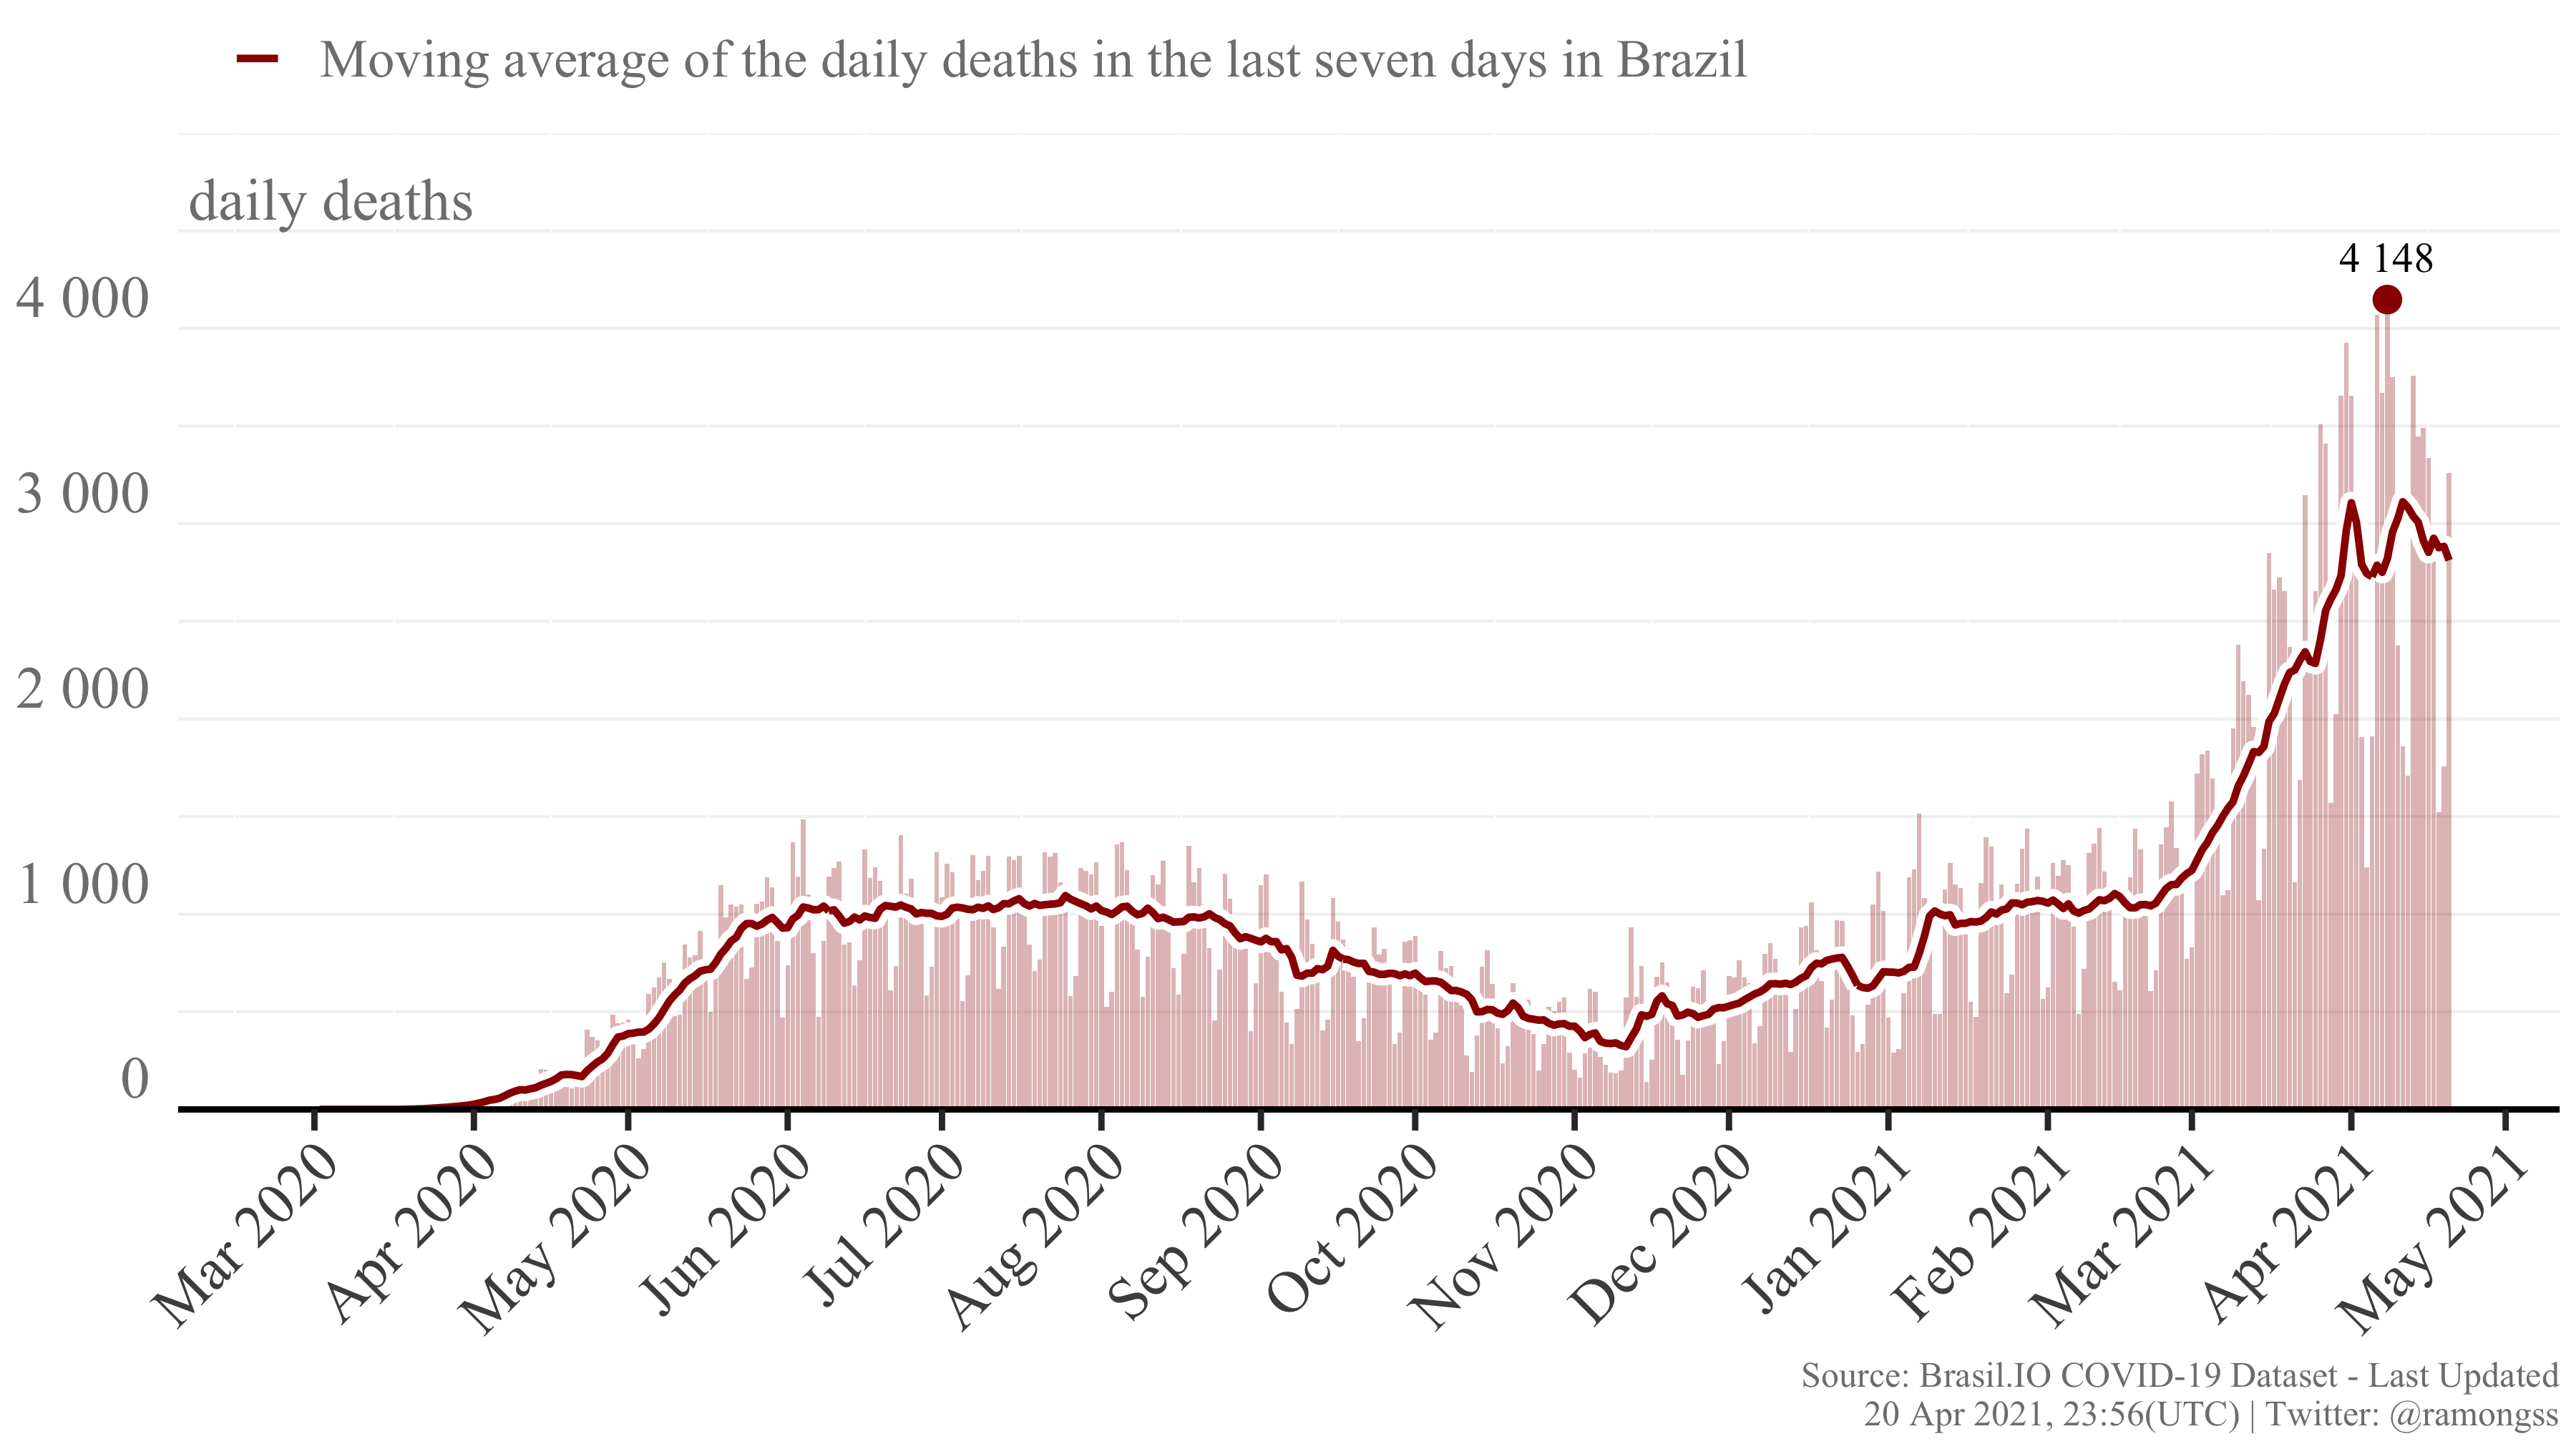 Moving average of the daily deaths in the last seven days in Brazil
daily deaths
4 148
4 000
3 000
2 000
1 000
0
Mar 2020
Apr 2020
May 2020
Jun 2020
Jul 2020
Aug 2020
Sep 2020
Oct 2020
Nov 2020
Dec 2020
Jan 2021
Feb 2021
Mar 2021
Apr 2021
May 2021
Source: Brasil.IO COVID-19 Dataset - Last Updated
20 Apr 2021, 23:56(UTC) | Twitter: @ramongss